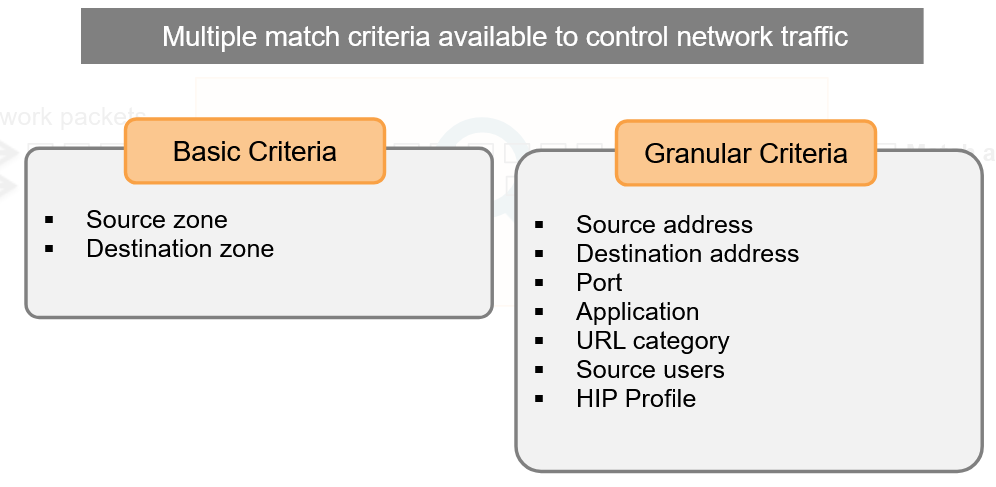 Multiple match criteria available to control network traffic
work packets
Basic Criteria
▪ Source zone
▪ Destination zone
Granular Criteria
▪ Source address
▪ Destination address
▪ Port
▪ Application
▪ URL category
▪ Source users
▪ HIP Profile